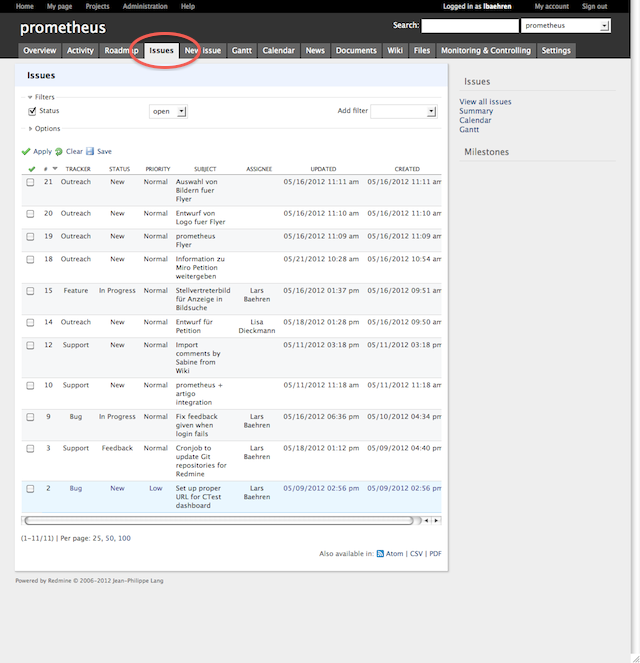 Home My page Projects Administration Help Logged in as lbaehren My account Sign out
prometheus Search: prometheus
Overview Activity Roadmap Issues New issue Gantt Calendar News Documents Wiki Files Monitoring & Controlling Settings
Issues
Filters
Status open Add filter
Options
Apply Clear Save
# TRACKER STATUS PRIORITY SUBJECT ASSIGNEE UPDATED CREATED
21 Outreach New Normal Auswahl von 05/16/2012 11:11 am 05/16/2012 11:11 am
Bildern fuer
Flyer
20 Outreach New Normal Entwurf von 05/16/2012 11:10 am 05/16/2012 11:10 am
Logo fuer Flyer
19 Outreach New Normal prometheus 05/16/2012 11:09 am 05/16/2012 11:09 am
Flyer
18 Outreach New Normal Information zu 05/21/2012 10:28 am 05/16/2012 10:54 am
Miro Petition
weitergeben
15 Feature In Progress Normal Stellvertreterbild Lars 05/16/2012 01:37 pm 05/16/2012 09:51 am
für Anzeige in Baehren
Bildsuche
14 Outreach New Normal Entwurf für Lisa 05/18/2012 01:28 pm 05/16/2012 09:50 am
Petition Dieckmann
12 Support New Normal Import 05/11/2012 03:18 pm 05/11/2012 03:18 pm
comments by
Sabine from
Wiki
10 Support New Normal prometheus + 05/11/2012 11:18 am 05/11/2012 11:18 am
artigo
integration
9 Bug In Progress Normal Fix feedback Lars 05/16/2012 06:36 pm 05/10/2012 04:34 pm
given when Baehren
login fails
3 Support Feedback Normal Cronjob to Lars 05/18/2012 01:12 pm 05/09/2012 04:40 pm
update Git Baehren
repositories for
Redmine
2 Bug New Low Set up proper Lars 05/09/2012 02:56 pm 05/09/2012 02:56 pm
URL for CTest Baehren
dashboard
(1-11/11) | Per page: 25, 50, 100
Also available in: Atom | CSV | PDF
Issues
View all issues
Summary
Calendar
Gantt
Milestones
Powered by Redmine © 2006-2012 Jean-Philippe Lang